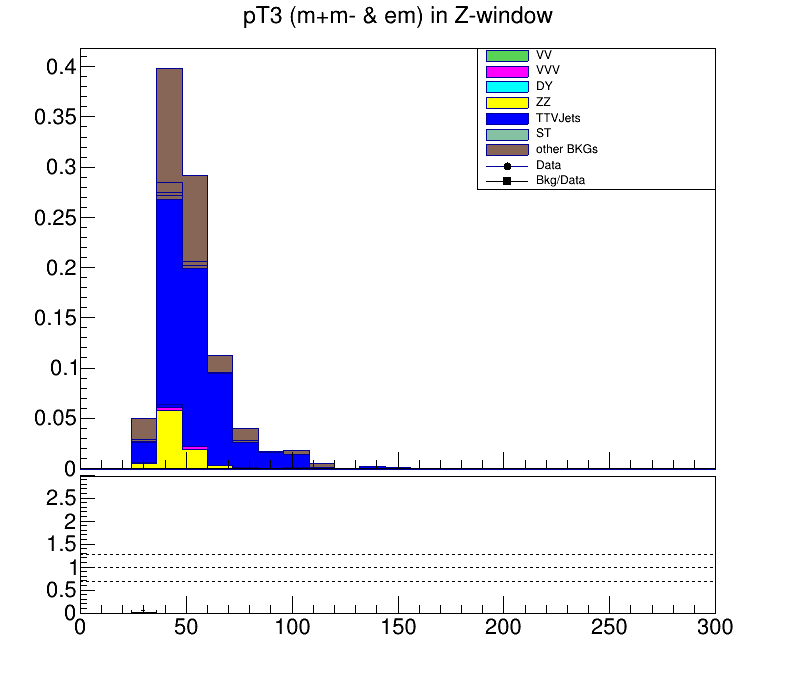 pT3 (m+m- & em) in Z-window
VV
VVV
DY
ZZ
TTVJets
ST
other BKGs
Data
Bkg/Data
0.4
0.35
0.3
0.25
0.2
0.15
0.1
0.05
0
2.5
2
1.5
1
0.5
0
0 50 100 150 200 250 300